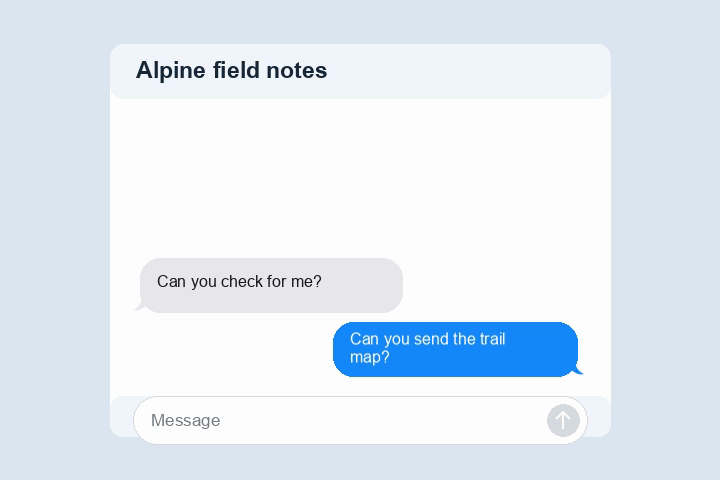 Alpine field notes
Can you check for me?
Can you send the trail
map?
Message